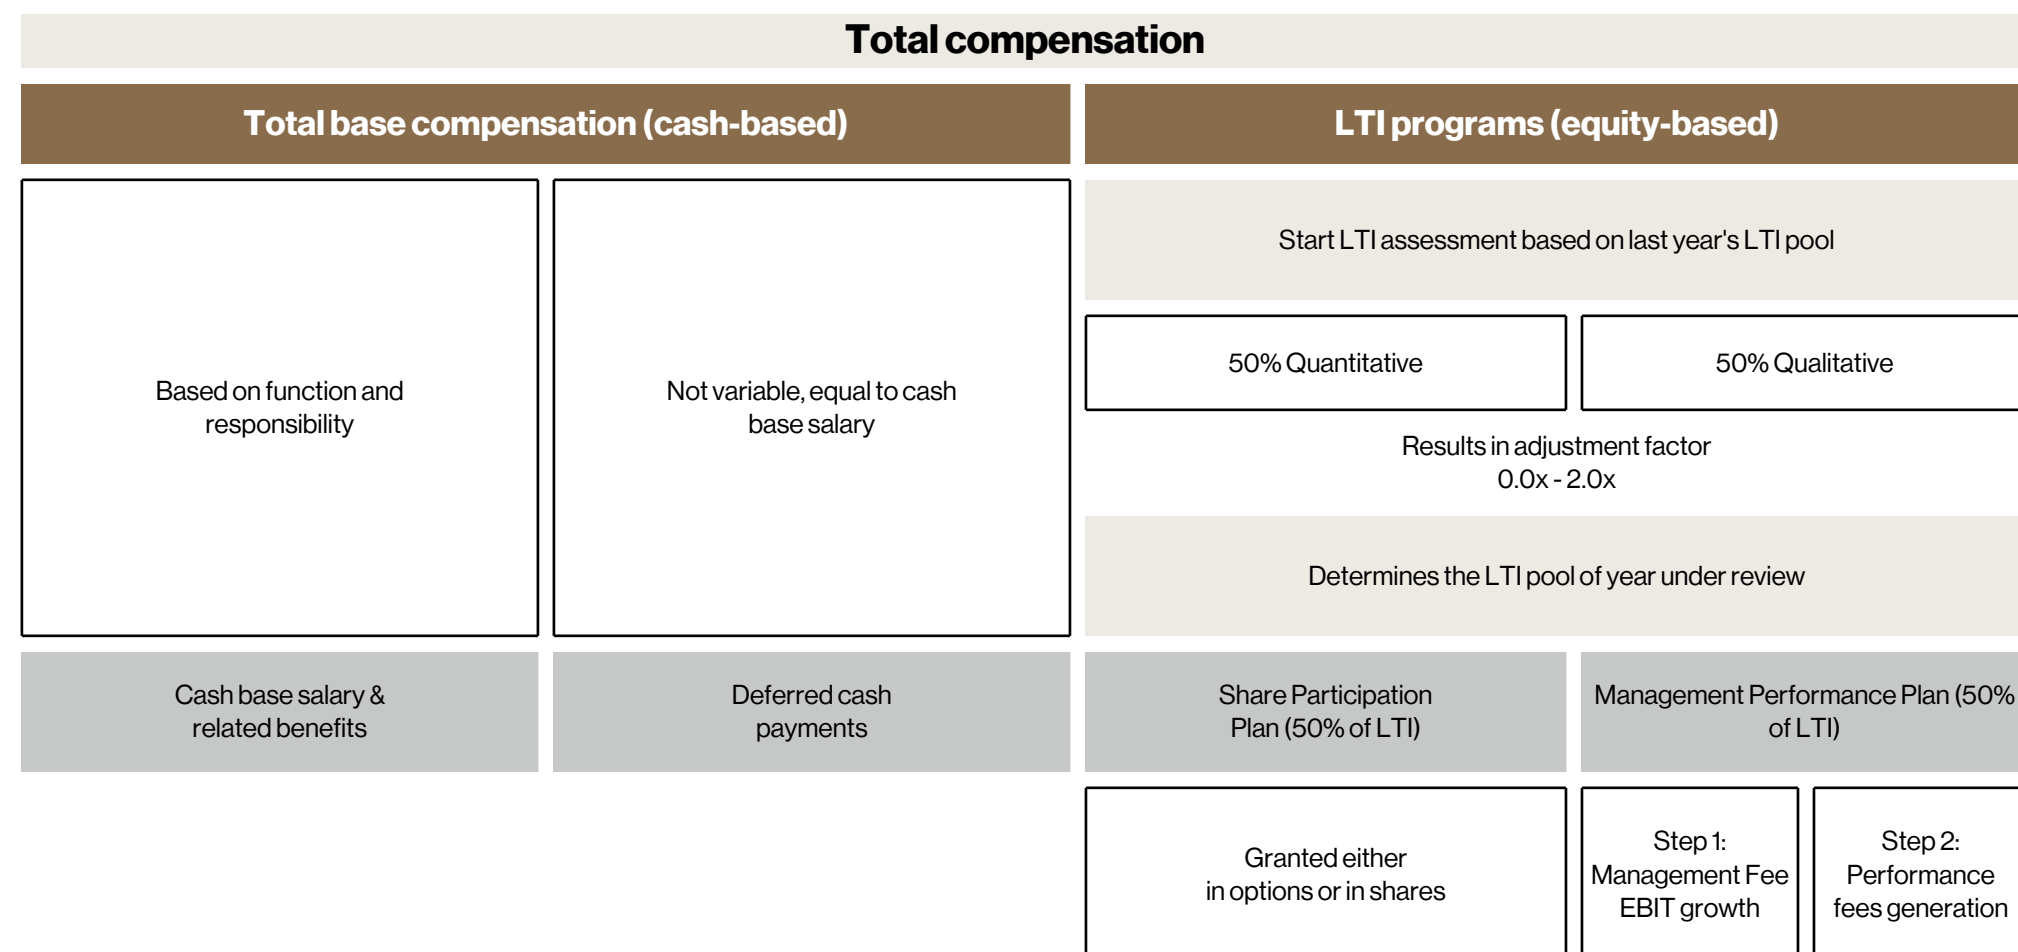 Total compensation
Total base compensation (cash-based)
LTI programs (equity-based)
Based on function and
responsibility
Not variable, equal to cash
base salary
Start LTI assessment based on last year's LTI pool
50% Quantitative
50% Qualitative
Results in adjustment factor
0.0x - 2.0x
Determines the LTI pool of year under review
Cash base salary &
related benefits
Deferred cash
payments
Share Participation
Plan (50% of LTI)
Management Performance Plan (50%
of LTI)
Granted either
in options or in shares
Step 1:
Management Fee
EBIT growth
Step 2:
Performance
fees generation